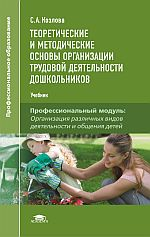 Профессиональное образование
С.А. Козлова
ТЕОРЕТИЧЕСКИЕ
И МЕТОДИЧЕСКИЕ
ОСНОВЫ ОРГАНИЗАЦИИ
ТРУДОВОЙ ДЕЯТЕЛЬНОСТИ
ДОШКОЛЬНИКОВ
Учебник
Профессиональный модуль:
Организация различных видов
деятельности и общения детей